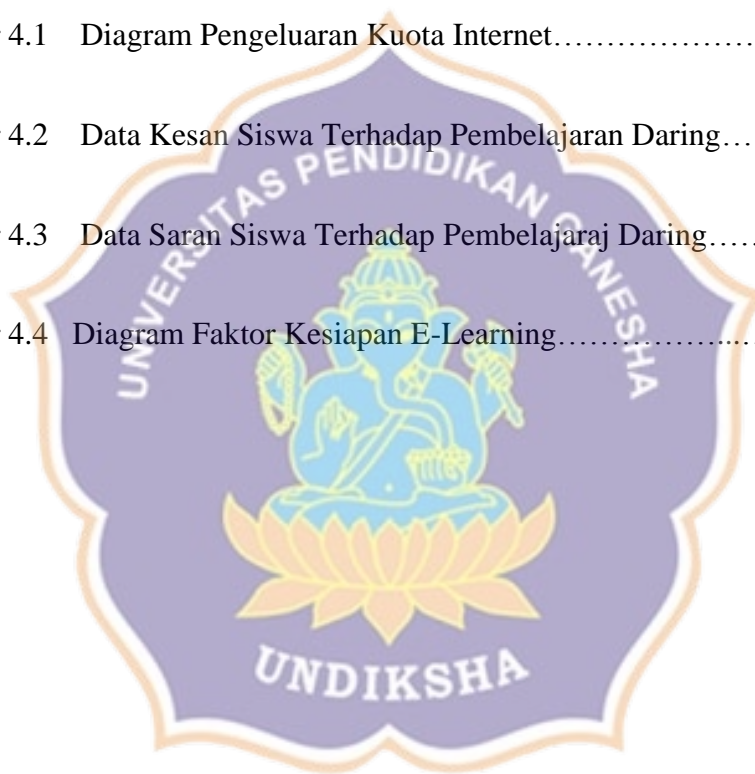 4.1 Diagram Pengeluaran Kuota Internet…………………
4.2 Data Kesan Siswa Terhadap Pembelajaran Daring…..
4.3 Data Saran Siswa Terhadap Pembelajaraj Daring…...
4.4 Diagram Faktor Kesiapan E-Learning……………...…
UNIVERSITAS PENDIDIKAN GANESHA
UNDIKSHA